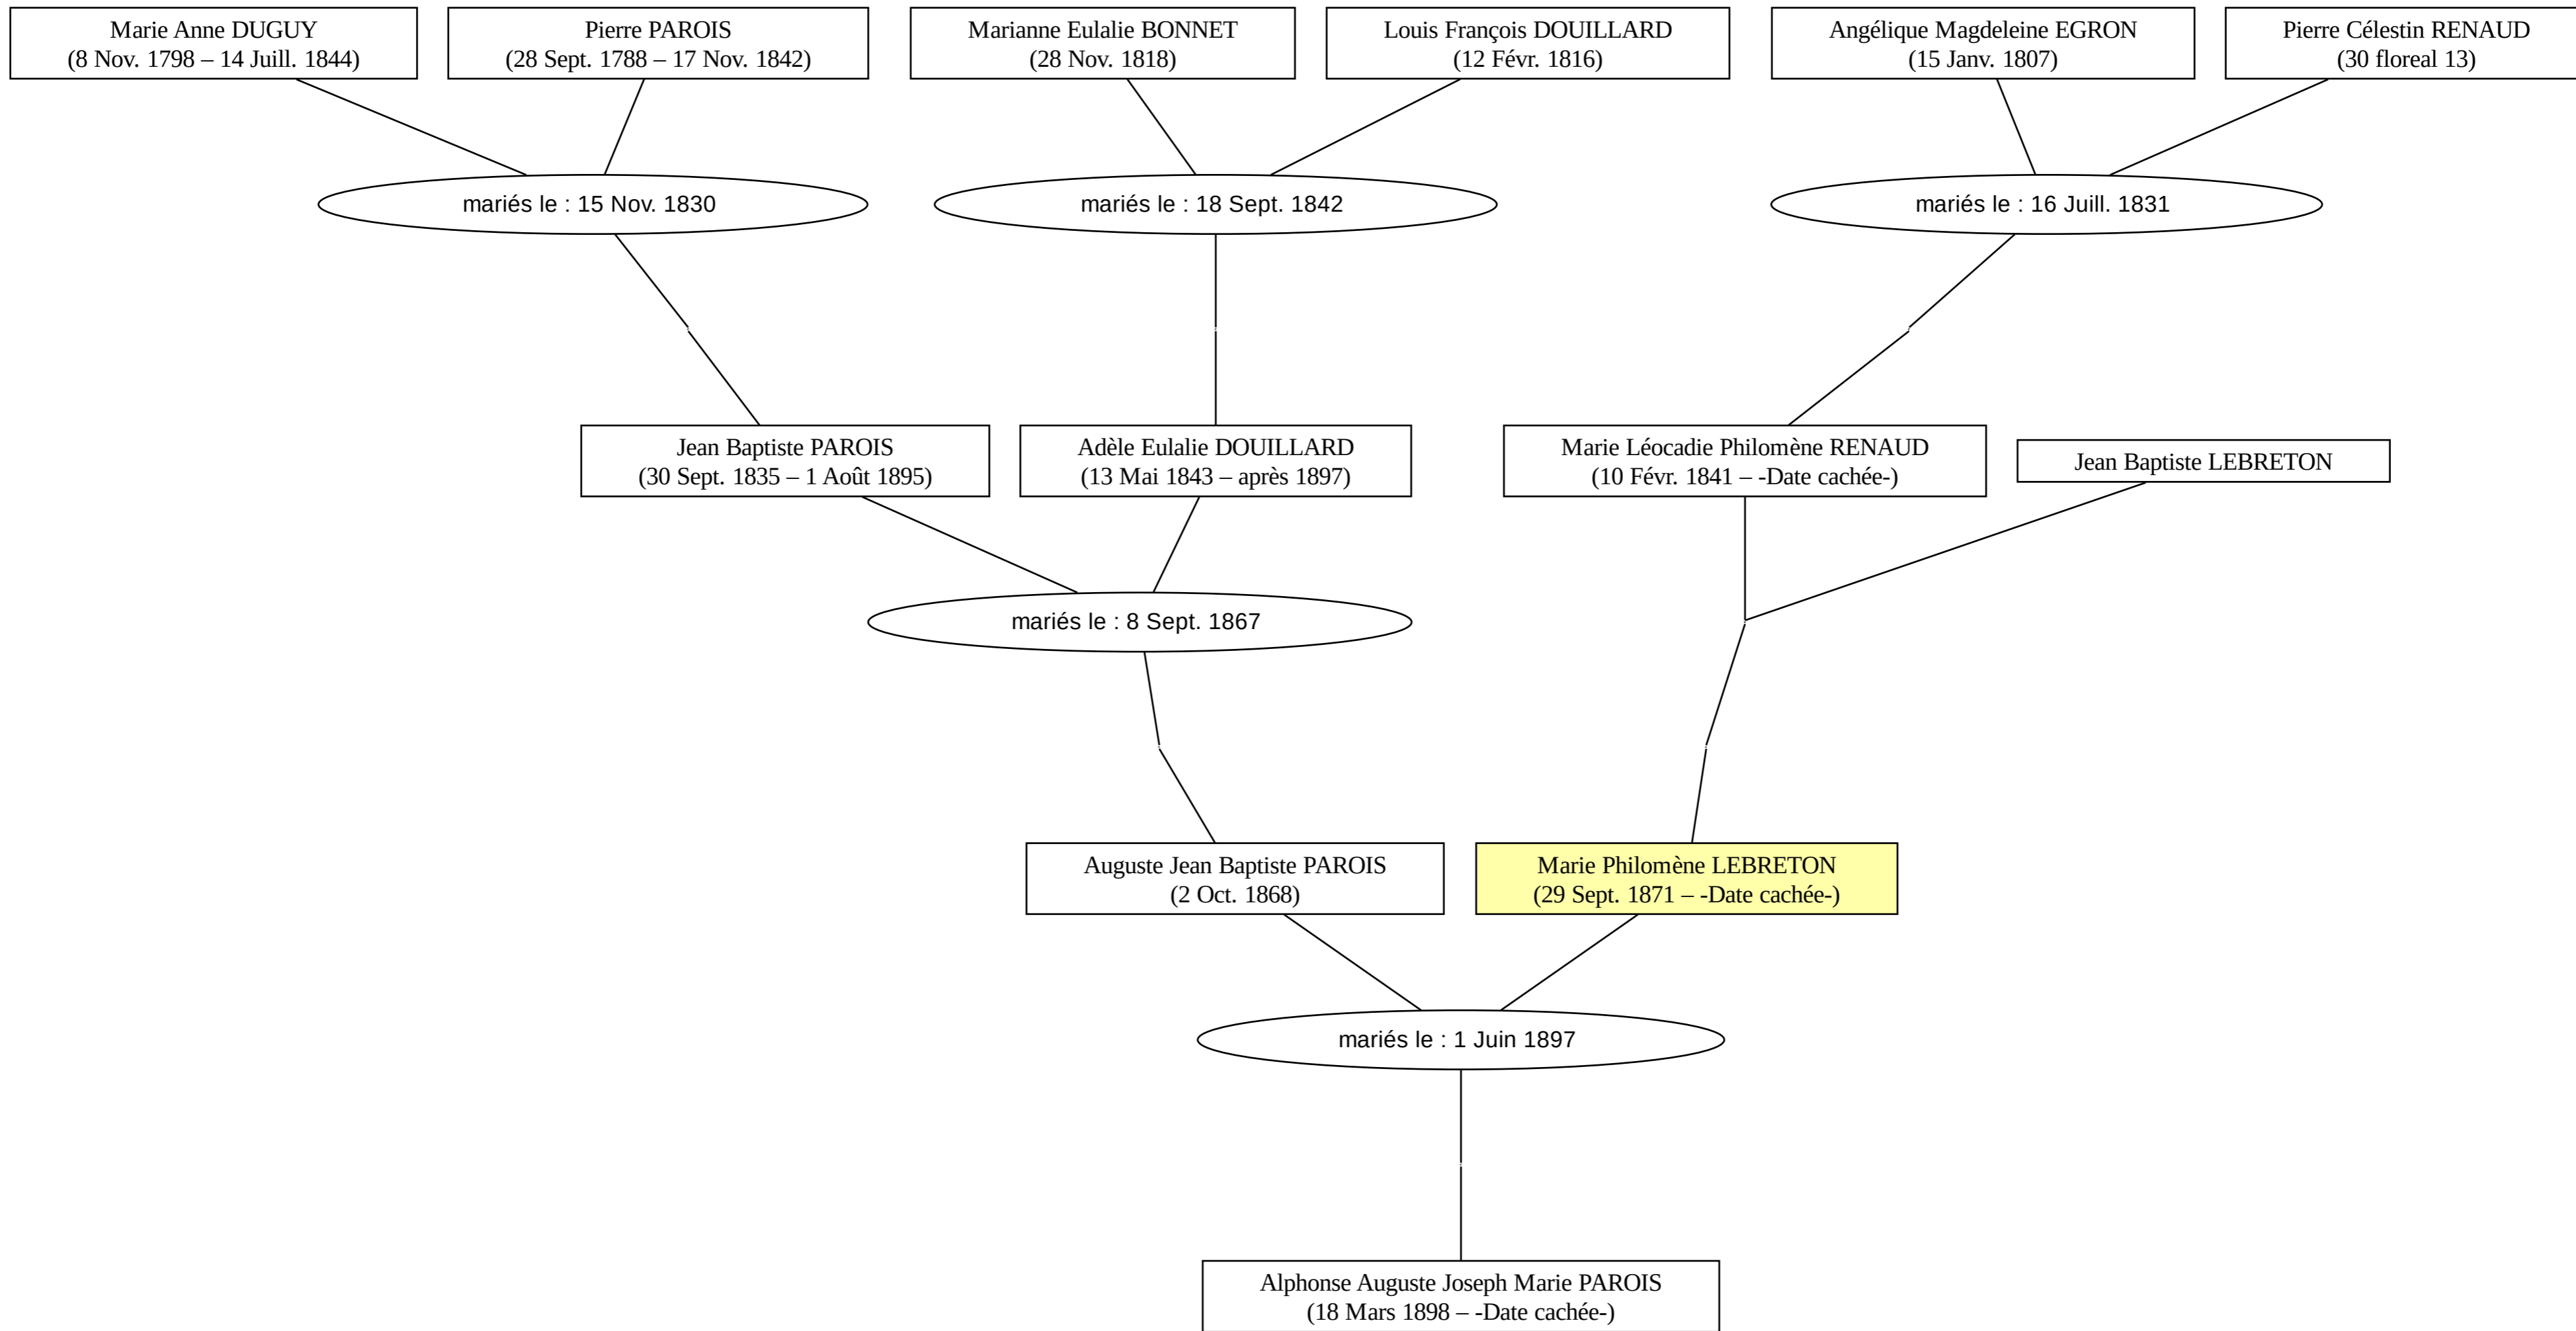 Marie Anne DUGUY
(8 Nov. 1798 – 14 Juill. 1844)
Pierre PAROIS
(28 Sept. 1788 – 17 Nov. 1842)
Marianne Eulalie BONNET
(28 Nov. 1818)
Louis François DOUILLARD
(12 Févr. 1816)
Angélique Magdeleine EGRON
(15 Janv. 1807)
Pierre Célestin RENAUD
(30 floreal 13)
mariés le : 15 Nov. 1830
mariés le : 18 Sept. 1842
mariés le : 16 Juill. 1831
Jean Baptiste PAROIS
(30 Sept. 1835 – 1 Août 1895)
Adèle Eulalie DOUILLARD
(13 Mai 1843 – après 1897)
Marie Léocadie Philomène RENAUD
(10 Févr. 1841 – -Date cachée-)
Jean Baptiste LEBRETON
mariés le : 8 Sept. 1867
Auguste Jean Baptiste PAROIS
(2 Oct. 1868)
Marie Philomène LEBRETON
(29 Sept. 1871 – -Date cachée-)
mariés le : 1 Juin 1897
Alphonse Auguste Joseph Marie PAROIS
(18 Mars 1898 – -Date cachée-)